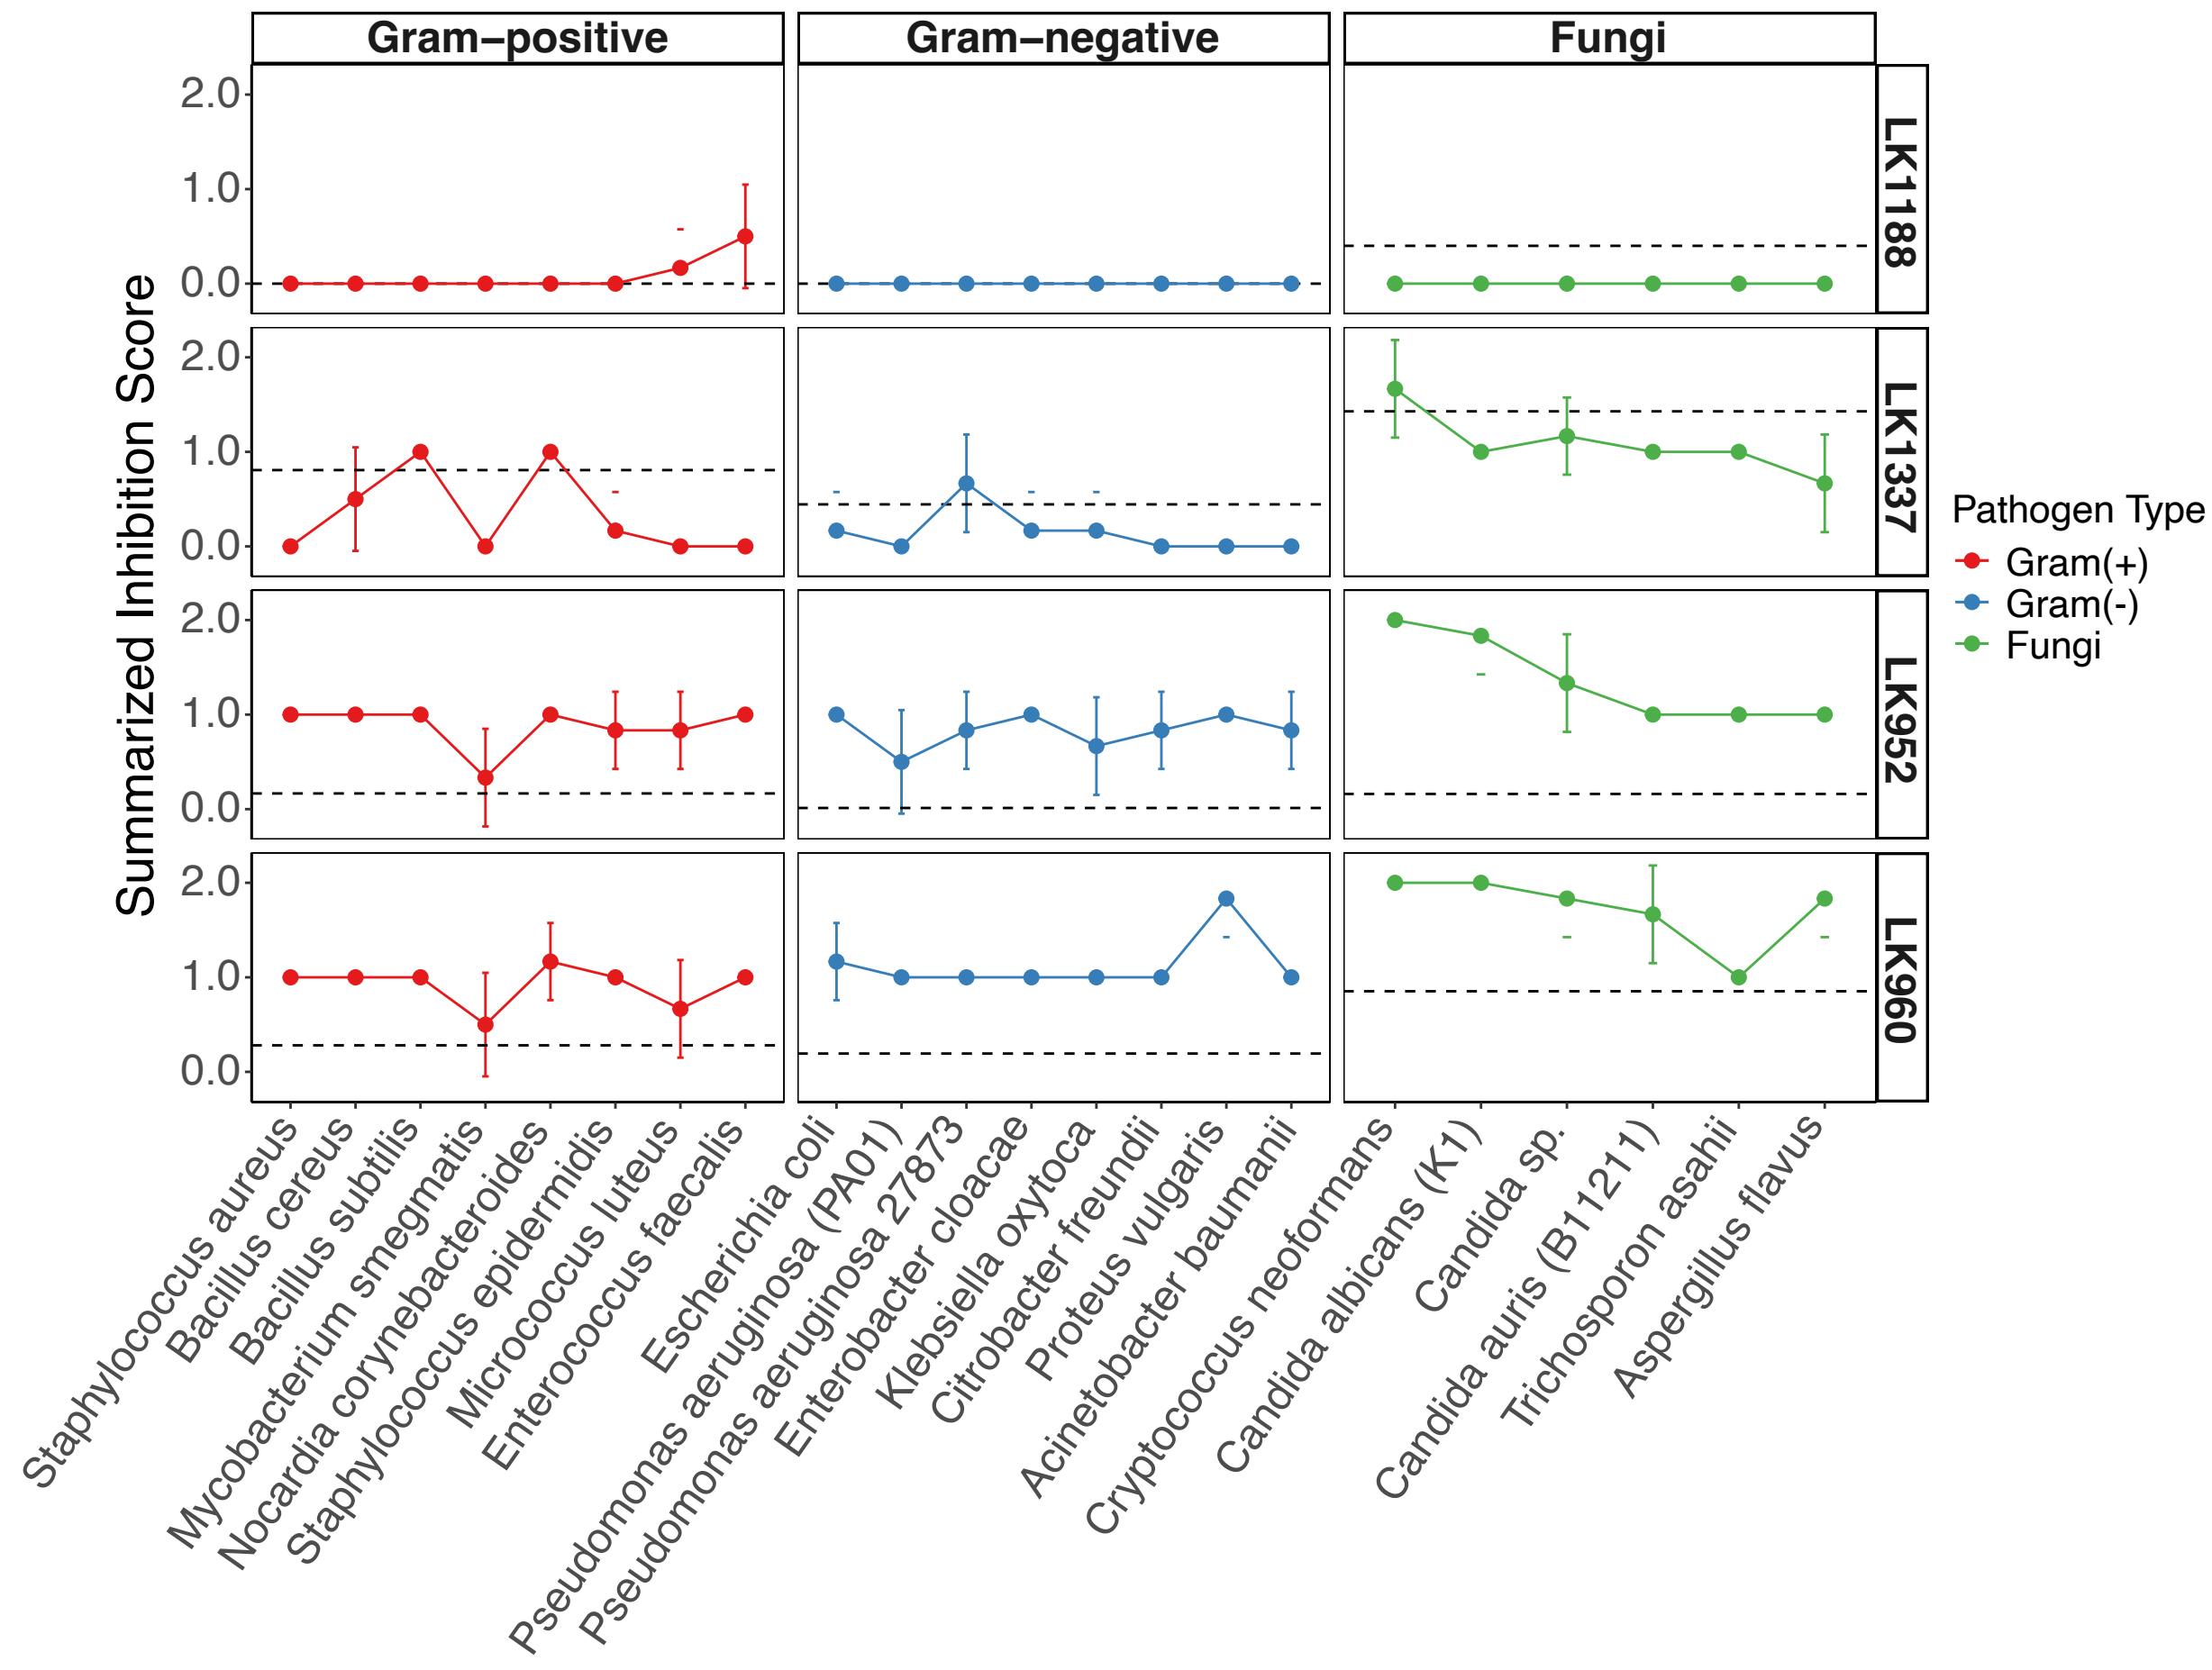 Gram−positive
Gram−negative
Fungi
Summarized Inhibition Score
2.0
1.0
0.0
LK1188
2.0
1.0
0.0
LK1337
2.0
1.0
0.0
LK952
2.0
1.0
0.0
LK960
Staphylococcus aureus
Bacillus cereus
Bacillus subtilis
Mycobacterium smegmatis
Nocardia corynebacteroides
Staphylococcus epidermidis
Micrococcus luteus
Enterococcus faecalis
Escherichia coli
Pseudomonas aeruginosa (PA01)
Pseudomonas aeruginosa 27873
Enterobacter cloacae
Klebsiella oxytoca
Citrobacter freundii
Proteus vulgaris
Acinetobacter baumanii
Cryptococcus neoformans
Candida albicans (K1)
Candida sp.
Candida auris (B11211)
Trichosporon asahii
Aspergillus flavus
Pathogen Type
Gram(+)
Gram(-)
Fungi